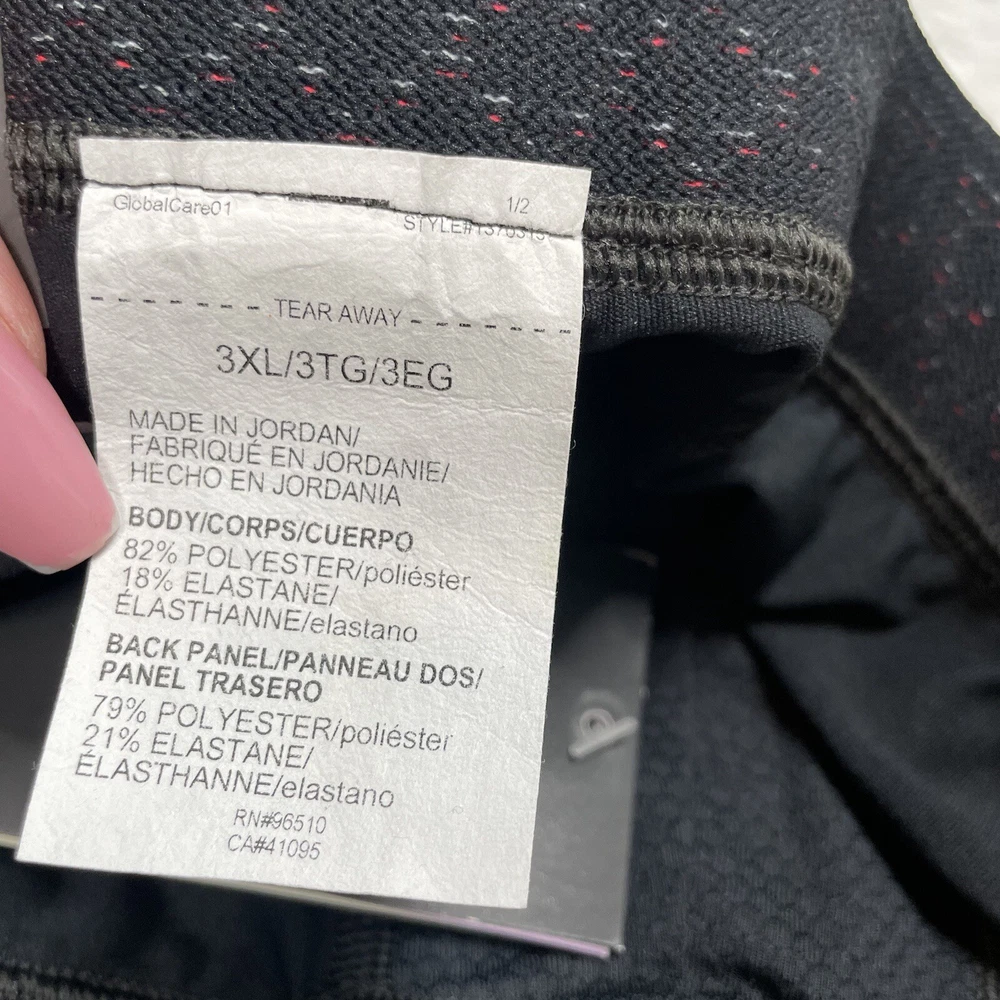 GlobalCare01 1/2
TEAR AWAY
3XL/3TG/3EG
MADE IN JORDAN/
FABRIQUÉ EN JORDANIE/
HECHO EN JORDANIA
BODY/CORPS/CUERPO
82% POLYESTER/poliéster
18% ELASTANE/
ÉLASTHANNE/elastano
BACK PANEL/PANNEAU DOS/
PANEL TRASERO
79% POLYESTER/poliéster
21% ELASTANE/
ÉLASTHANNE/elastano
RN#96510
CA#41095